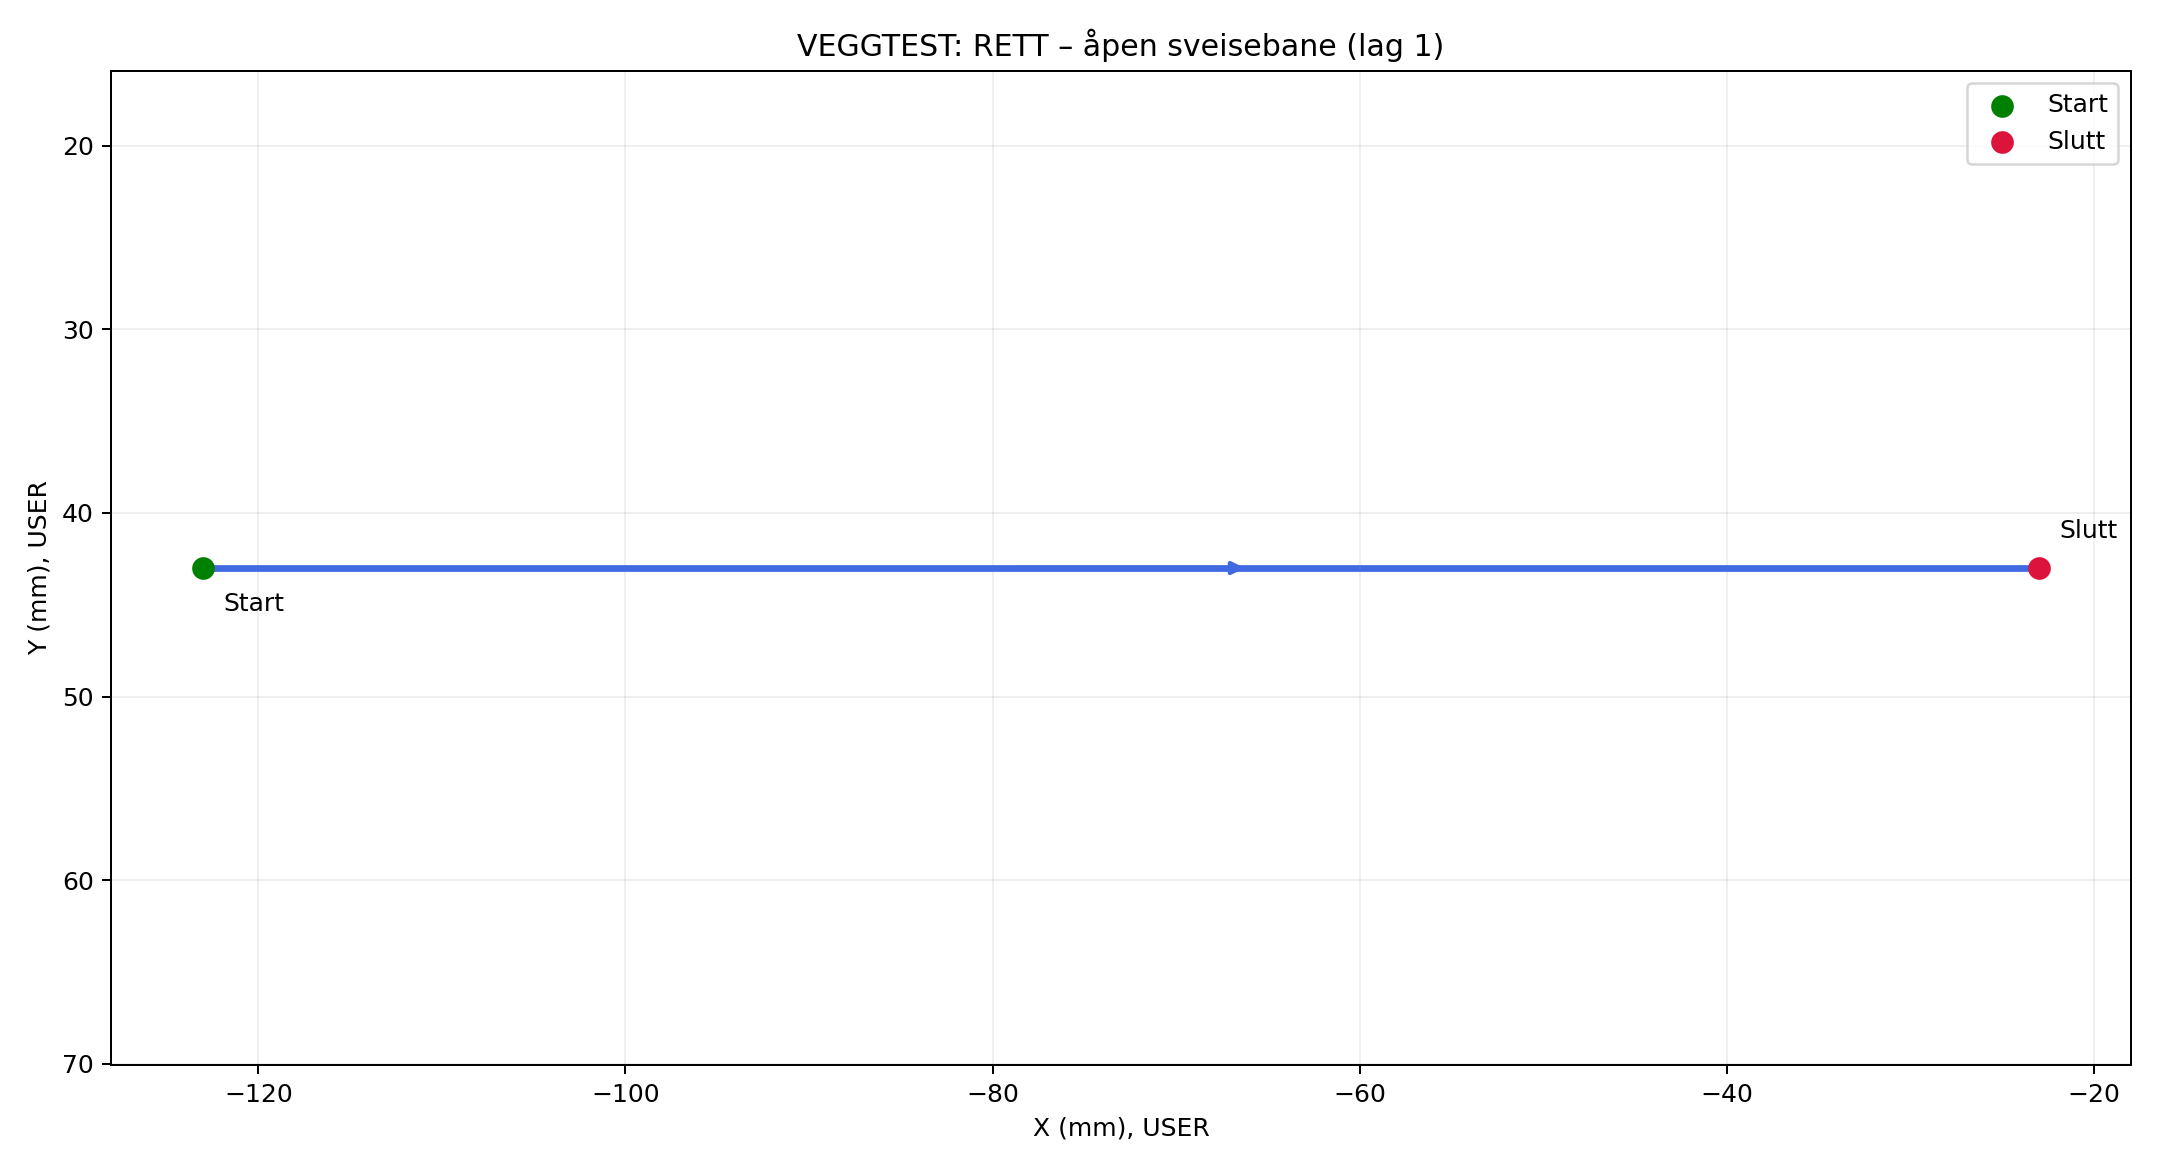 VEGGTEST: RETT – åpen sveisebane (lag 1)
Start
Slutt
20
30
40
50
60
70
Y (mm), USER
Slutt
Start
−120
−100
−80
−60
−40
−20
X (mm), USER